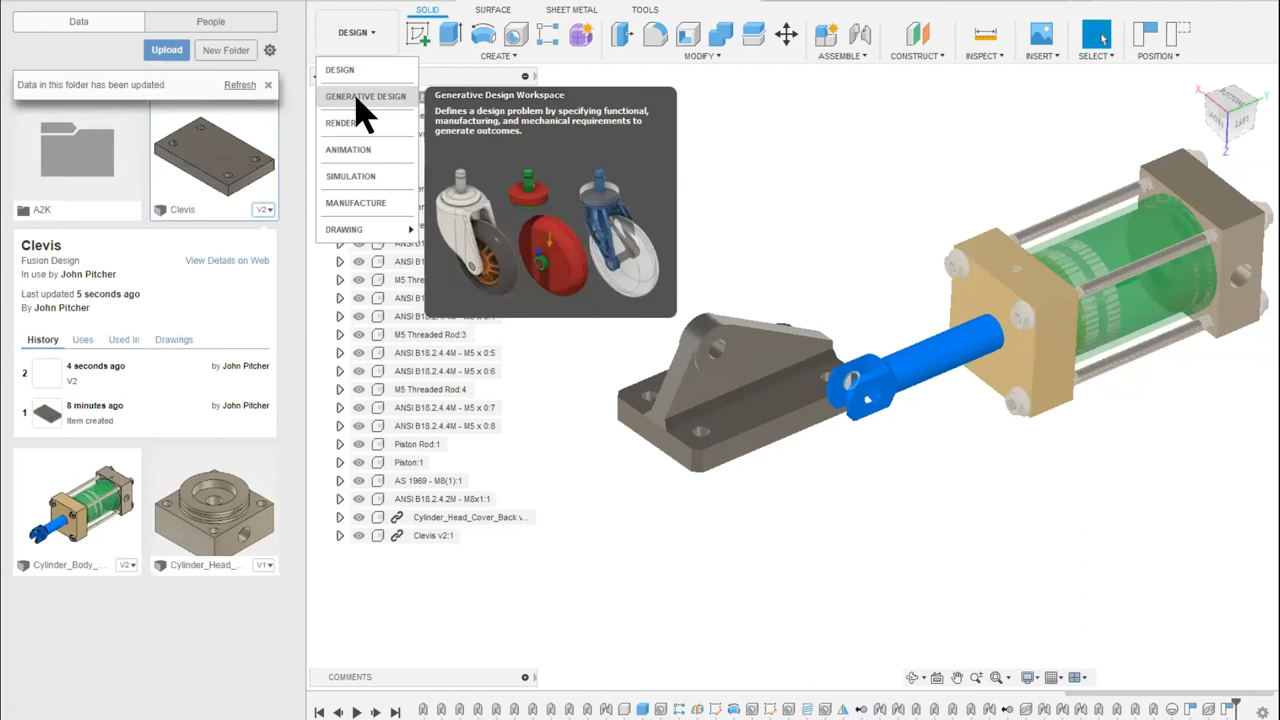 Data
People
Upload
New Folder
Data in this folder has been updated.
Refresh
A2K
Clevis
V2
Clevis
Fusion Design
View Details on Web
In use by John Pitcher
Last updated 5 seconds ago
By John Pitcher
History
Uses
Used In
Drawings
2
4 seconds ago
by John Pitcher
V2
1
8 minutes ago
by John Pitcher
Item created
Cylinder_Body_...
V2
Cylinder_Head_...
V1
DESIGN
SOLID
SURFACE
SHEET METAL
TOOLS
CREATE
MODIFY
ASSEMBLE
CONSTRUCT
INSPECT
INSERT
SELECT
POSITION
DESIGN
GENERATIVE DESIGN
RENDER
ANIMATION
SIMULATION
MANUFACTURE
DRAWING
Generative Design Workspace
Defines a design problem by specifying functional,
manufacturing, and mechanical requirements to
generate outcomes.
ANSI B1
M5 Thre
ANSI B1
M5 Threaded Rod:3
ANSI B18.2.4.4M - M5 x 0:5
ANSI B18.2.4.4M - M5 x 0:6
M5 Threaded Rod:4
ANSI B18.2.4.4M - M5 x 0:7
ANSI B18.2.4.4M - M5 x 0:8
Piston Rod:1
Piston:1
AS 1969 - M8(1):1
ANSI B18.2.4.2M - M8x1:1
Cylinder_Head_Cover_Back v...
Clevis v2:1
COMMENTS
BOTTOM
LEFT
X
Z